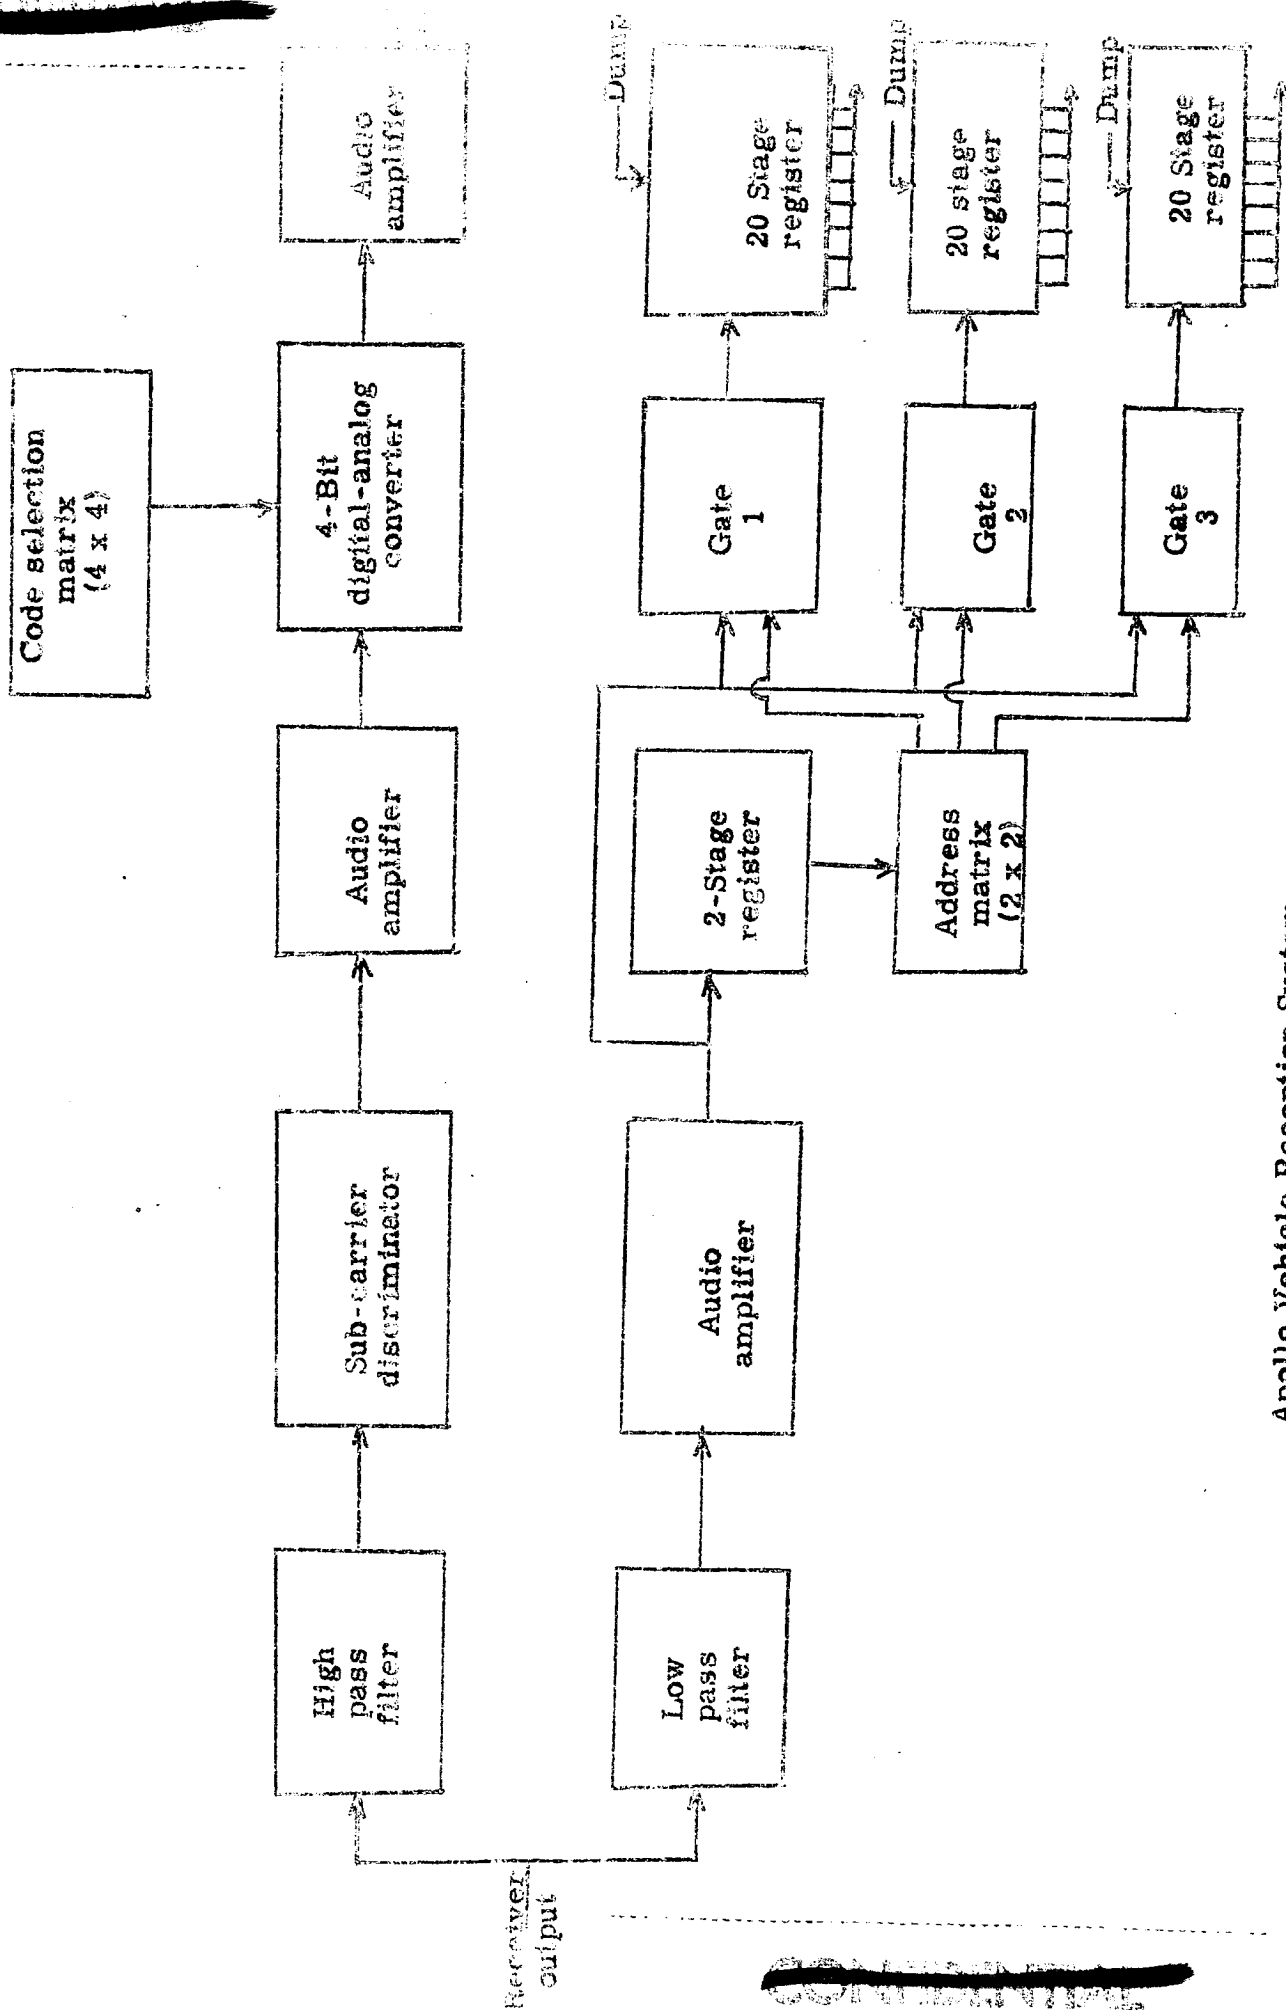 Receiver
output
High
pass
filter
Sub-carrier
discriminator
Audio
amplifier
Code selection
matrix
(4 x 4)
4-Bit
digital-analog
converter
Audio
amplifier
Low
pass
filter
Audio
amplifier
2-Stage
register
Address
matrix
(2 x 2)
Gate
1
Gate
2
Gate
3
Dump
20 Stage
register
Dump
20 stage
register
Dump
20 Stage
register
Apollo Vehicle Reception System
CONFIDENTIAL